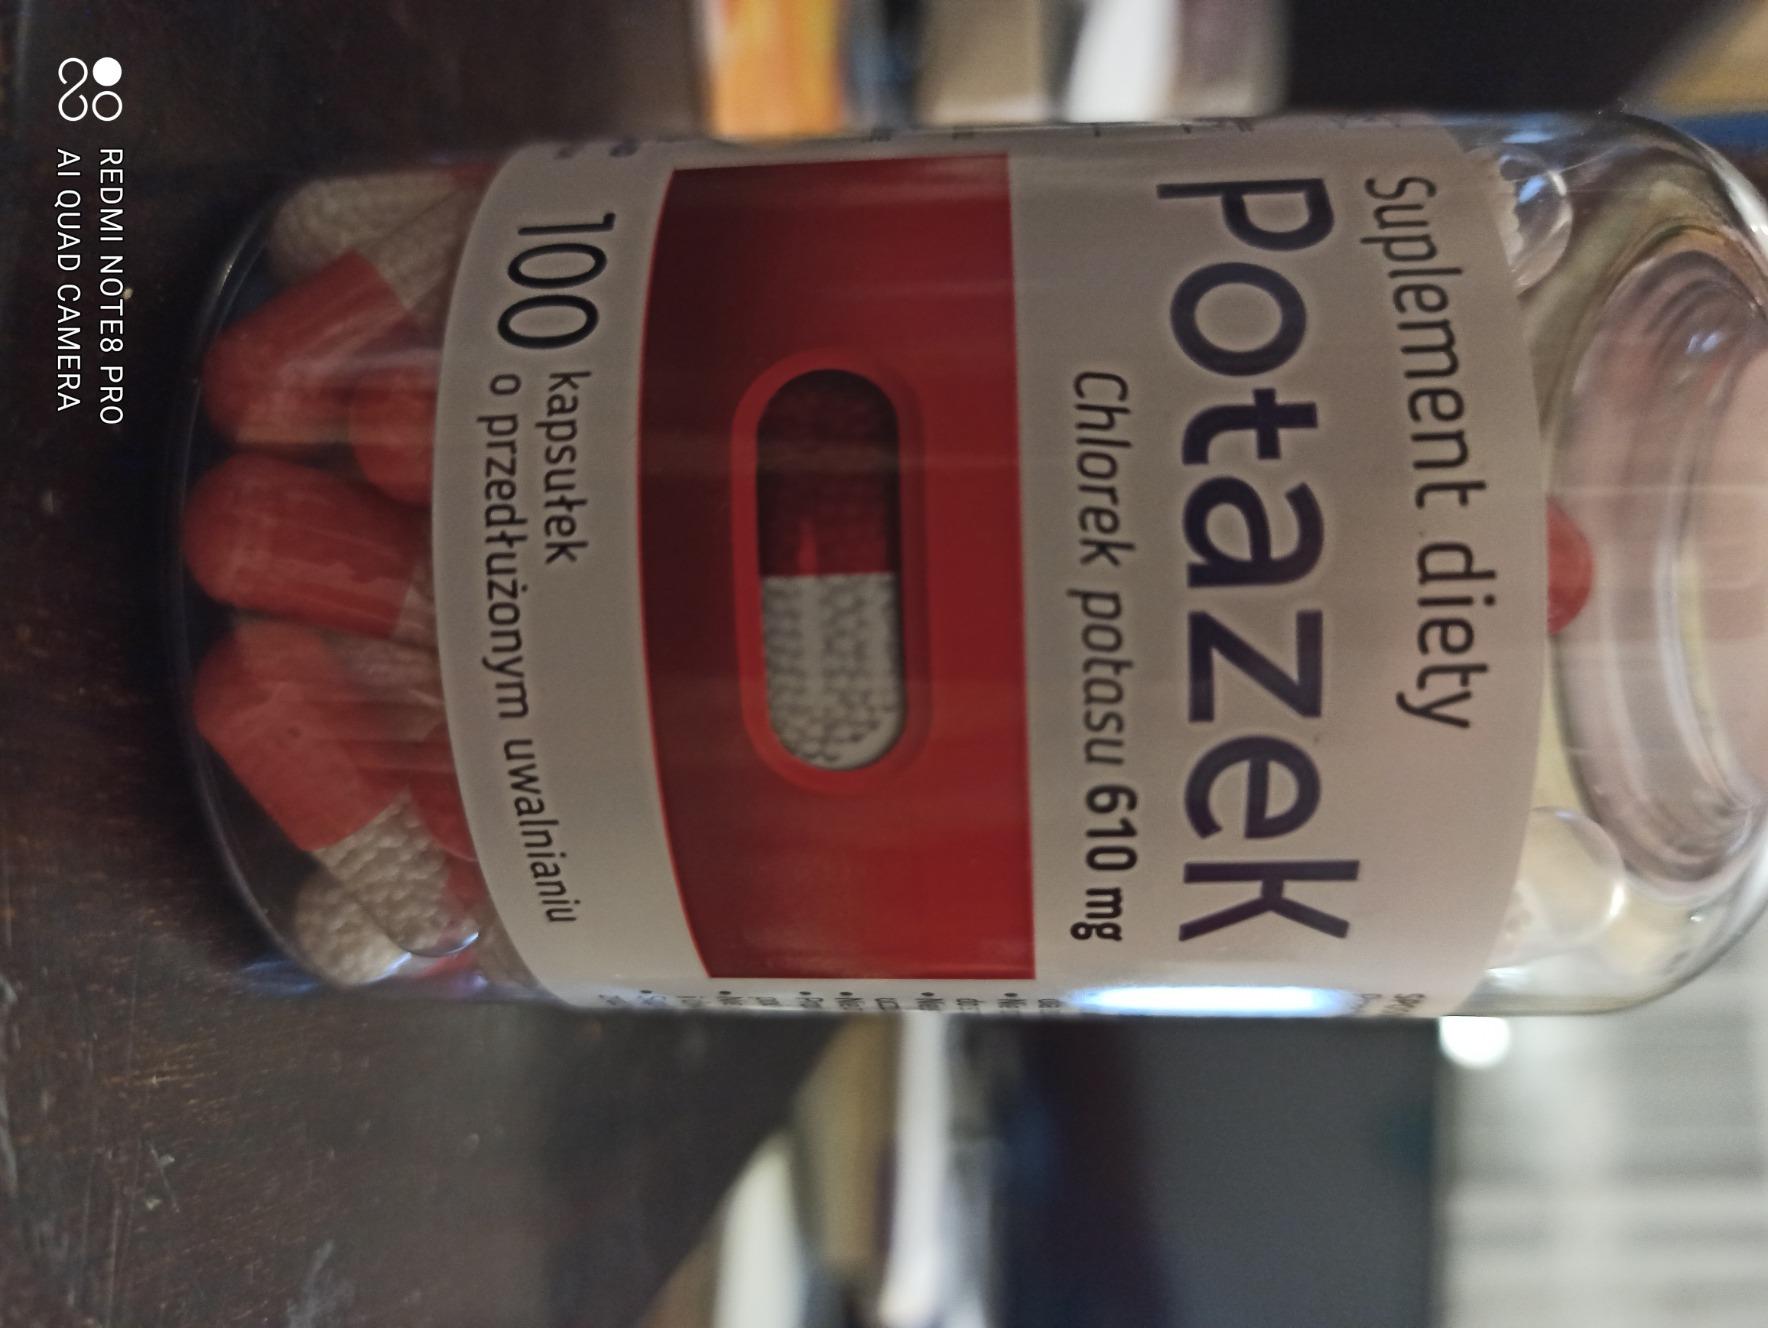 Suplement diety
Potazek
Chlorek potasu 610 mg
100 kapsułek
o przedłużonym uwalnianiu
REDMI NOTE8 PRO
AI QUAD CAMERA